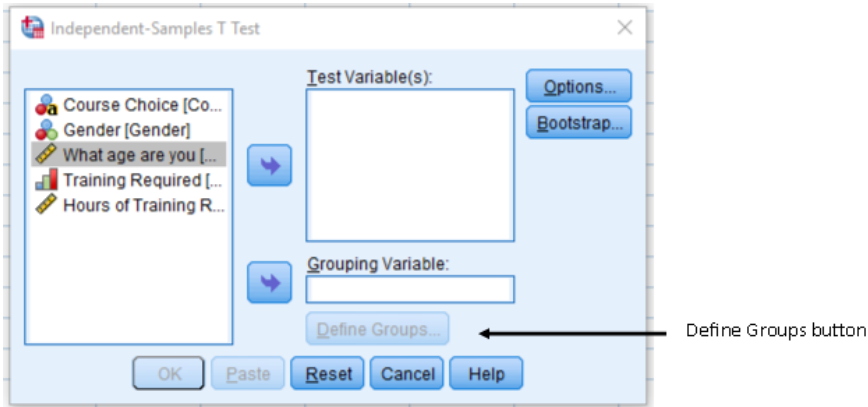 Independent-Samples T Test
Test Variable(s):
Options...
Bootstrap...
Course Choice [Co...
Gender [Gender]
What age are you [...
Training Required [...
Hours of Training R...
Grouping Variable:
Define Groups...
Define Groups button
OK
Paste
Reset
Cancel
Help